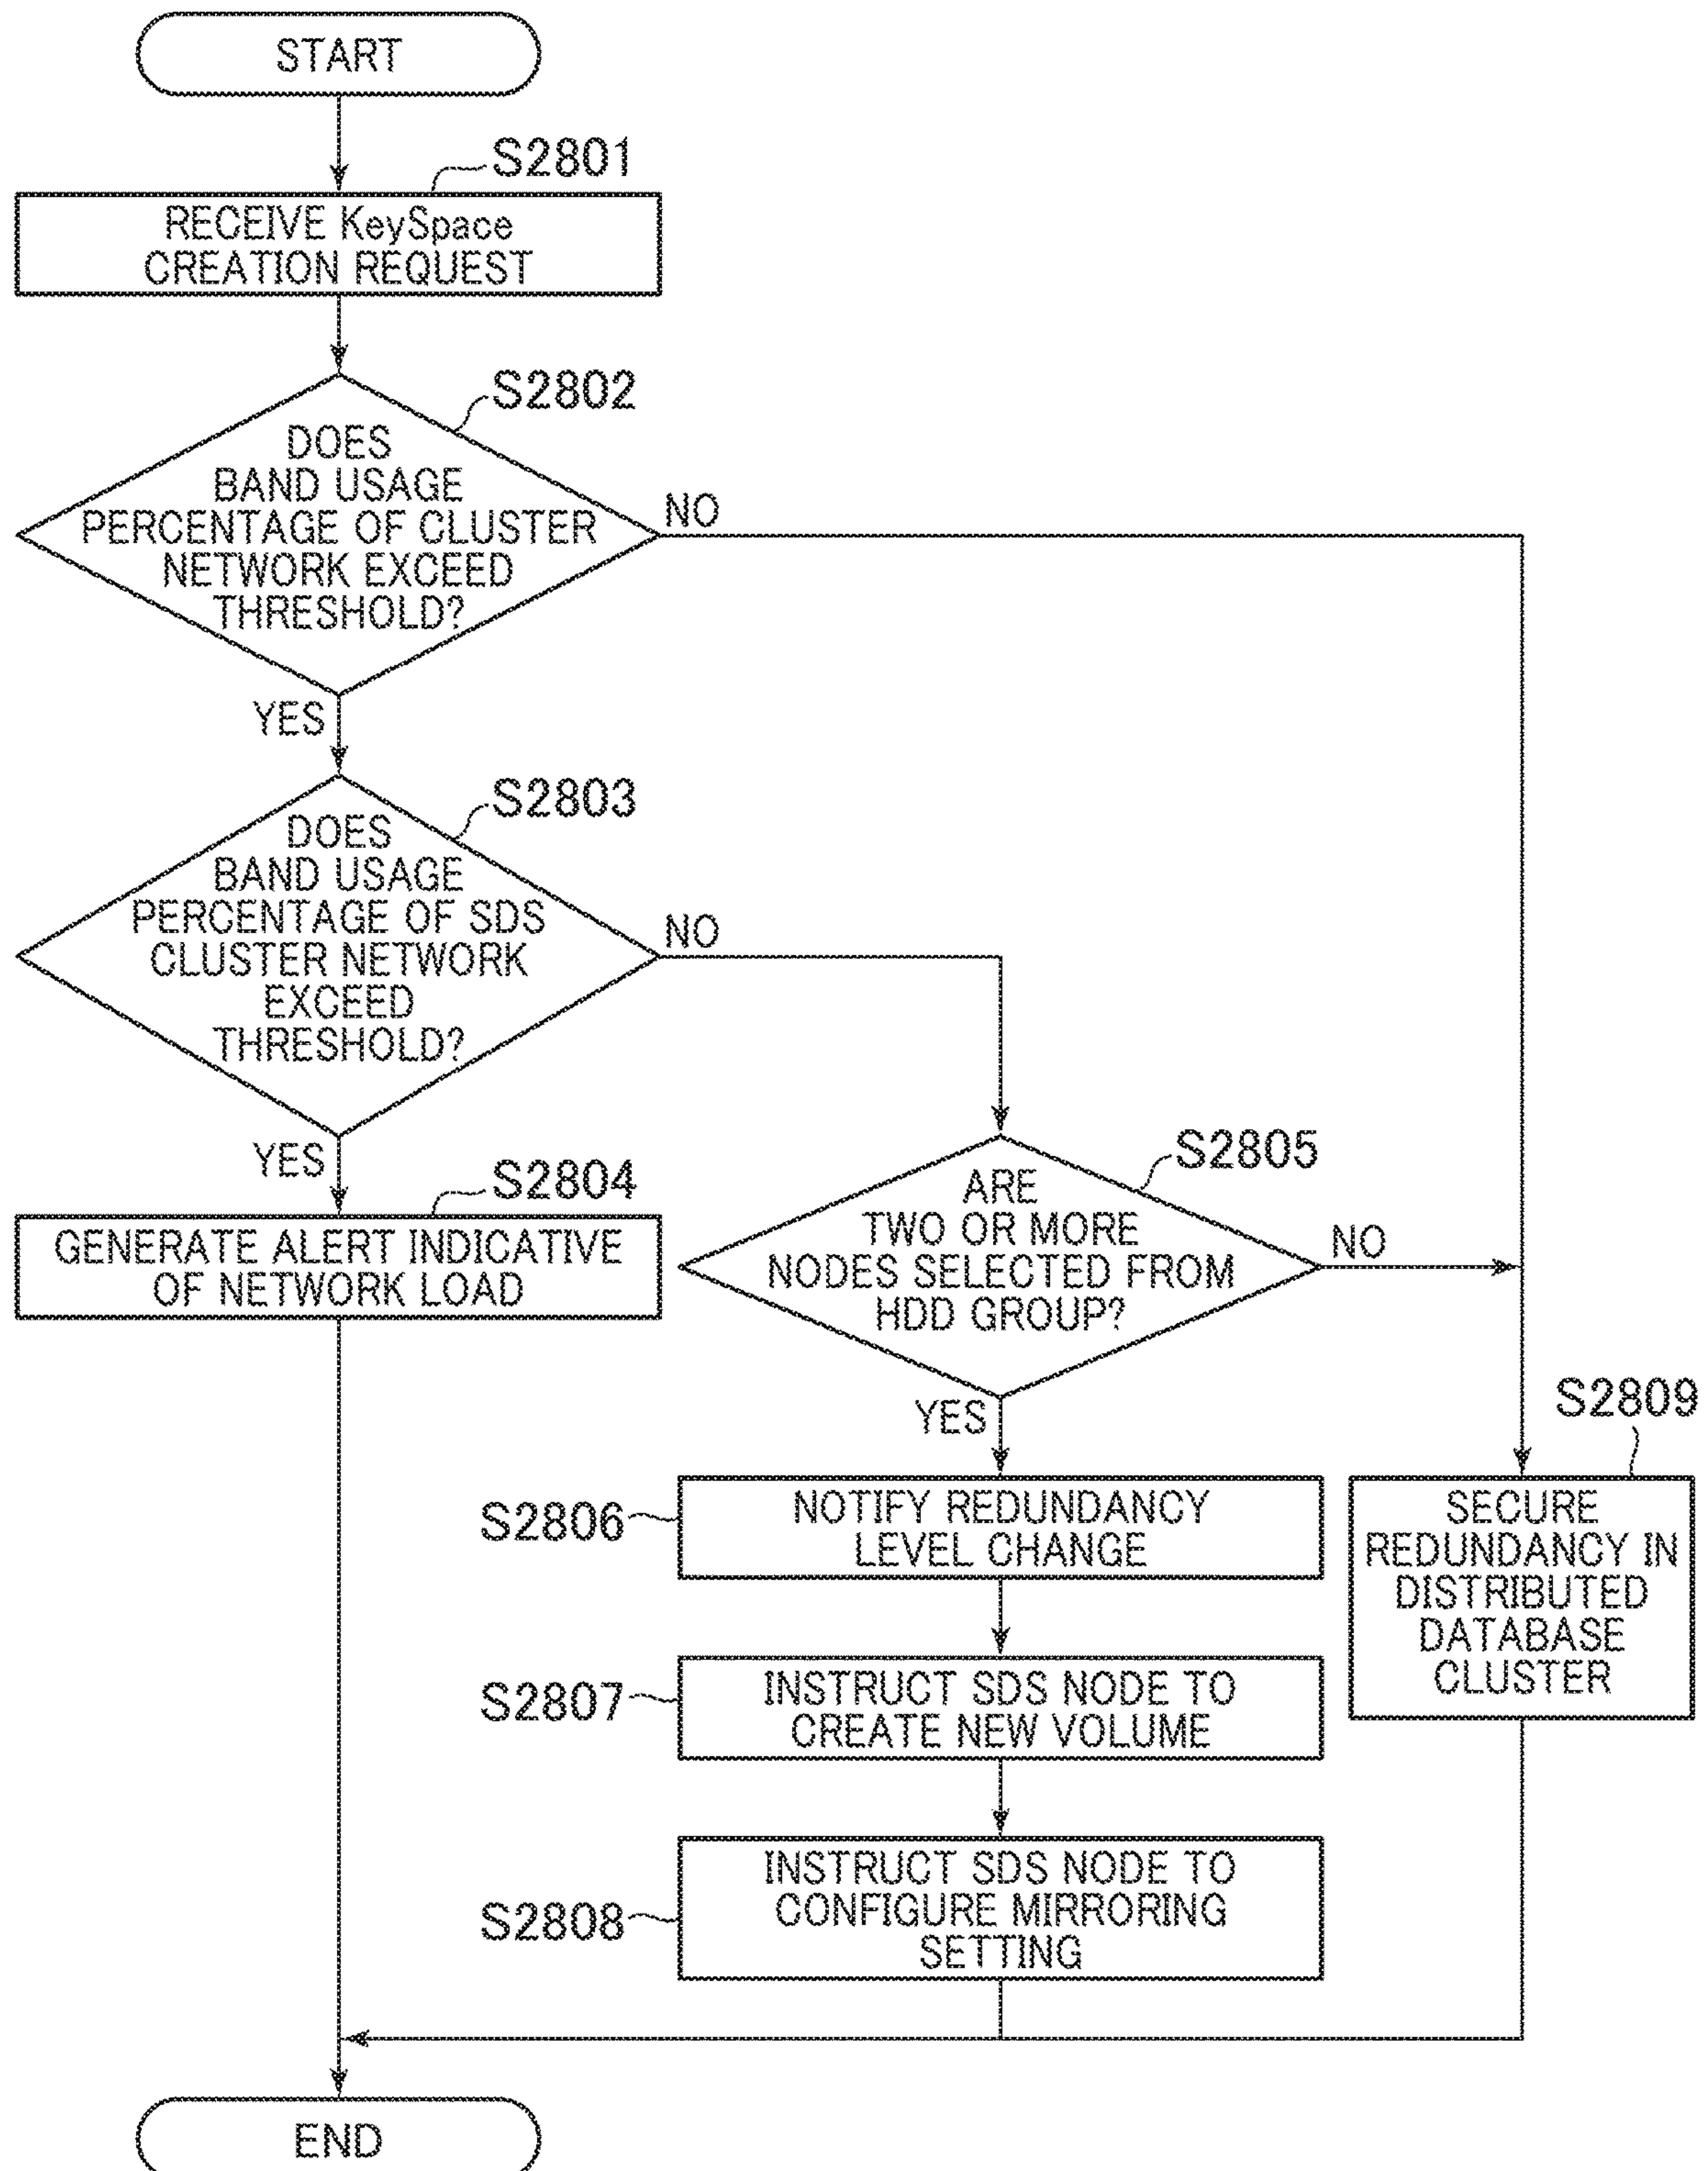 START
S2801
RECEIVE KeySpace
CREATION REQUEST
S2802
DOES
BAND USAGE
PERCENTAGE OF CLUSTER
NETWORK EXCEED
THRESHOLD?
NO
YES
S2803
DOES
BAND USAGE
PERCENTAGE OF SDS
CLUSTER NETWORK
EXCEED
THRESHOLD?
NO
YES
S2804
GENERATE ALERT INDICATIVE
OF NETWORK LOAD
S2805
ARE
TWO OR MORE
NODES SELECTED FROM
HDD GROUP?
NO
YES
S2806
NOTIFY REDUNDANCY
LEVEL CHANGE
S2807
INSTRUCT SDS NODE TO
CREATE NEW VOLUME
S2808
INSTRUCT SDS NODE TO
CONFIGURE MIRRORING
SETTING
S2809
SECURE
REDUNDANCY IN
DISTRIBUTED
DATABASE
CLUSTER
END